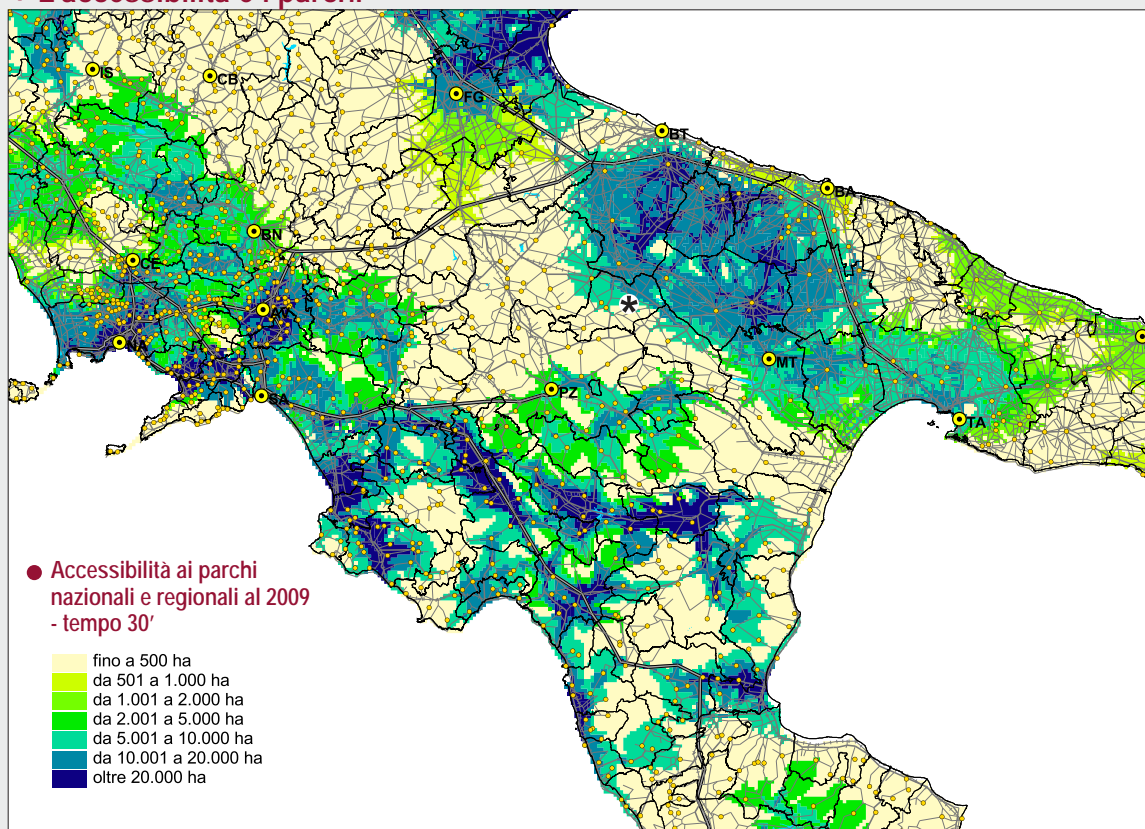 L'accessibilità e i parchi
IS
CB
FG
BT
BA
BN
CE
AV
NA
MT
SA
PZ
TA
*
● Accessibilità ai parchi
nazionali e regionali al 2009
- tempo 30'
fino a 500 ha
da 501 a 1.000 ha
da 1.001 a 2.000 ha
da 2.001 a 5.000 ha
da 5.001 a 10.000 ha
da 10.001 a 20.000 ha
oltre 20.000 ha